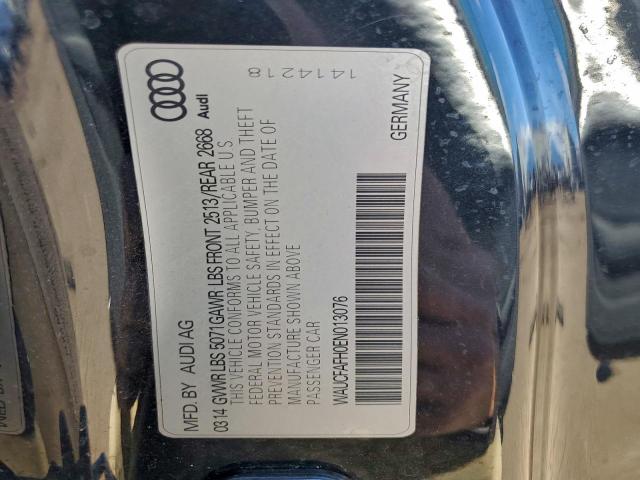 Audi
1414218
MFD. BY AUDI AG
03 14 GVWR LBS 5071 GAWR LBS FRONT 2513/REAR 2668
THIS VEHICLE CONFORMS TO ALL APPLICABLE U S
FEDERAL MOTOR VEHICLE SAFETY, BUMPER AND THEFT
PREVENTION STANDARDS IN EFFECT ON THE DATE OF
MANUFACTURE SHOWN ABOVE
PASSENGER CAR
WAUCFAFH0EN013076
GERMANY